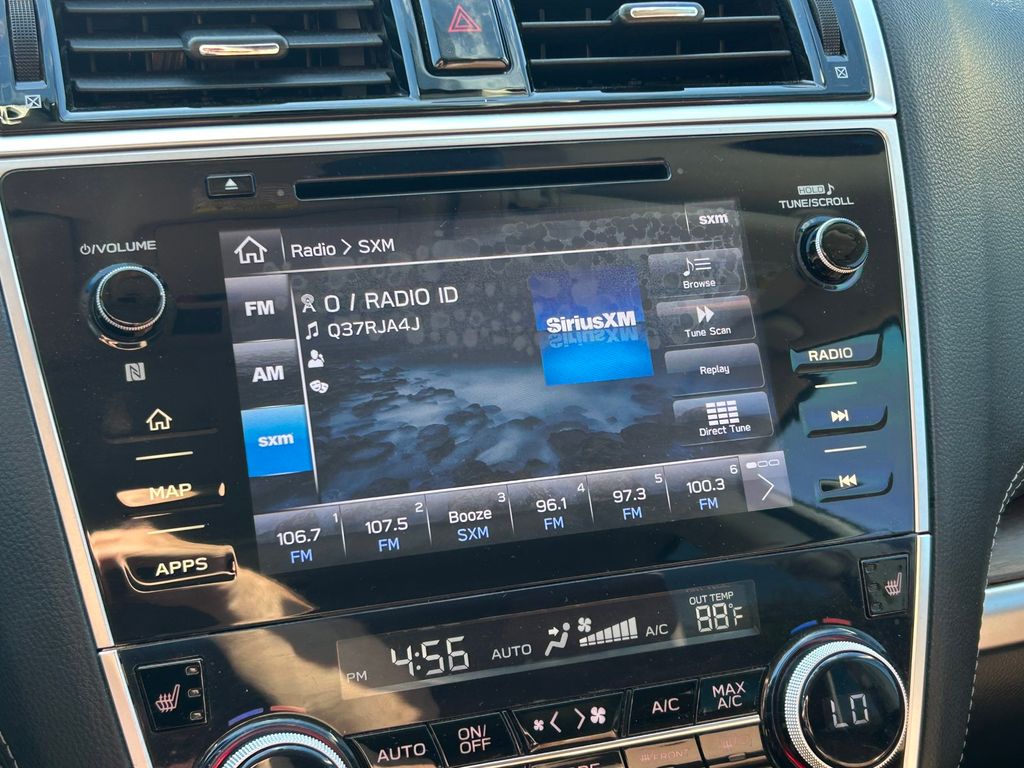 HOLD
TUNE/SCROLL
/VOLUME
Radio > SXM
sxm
FM
0 / RADIO ID
Q37RJA4J
SiriusXM
Browse
Tune Scan
AM
Replay
sxm
Direct Tune
RADIO
MAP
APPS
106.7 1
FM
107.5 2
FM
Booze 3
SXM
96.1 4
FM
97.3 5
FM
100.3 6
FM
PM 4:56
AUTO
A/C
OUT TEMP
88°F
AUTO
ON/
OFF
A/C
MAX
A/C
LO
FRONT